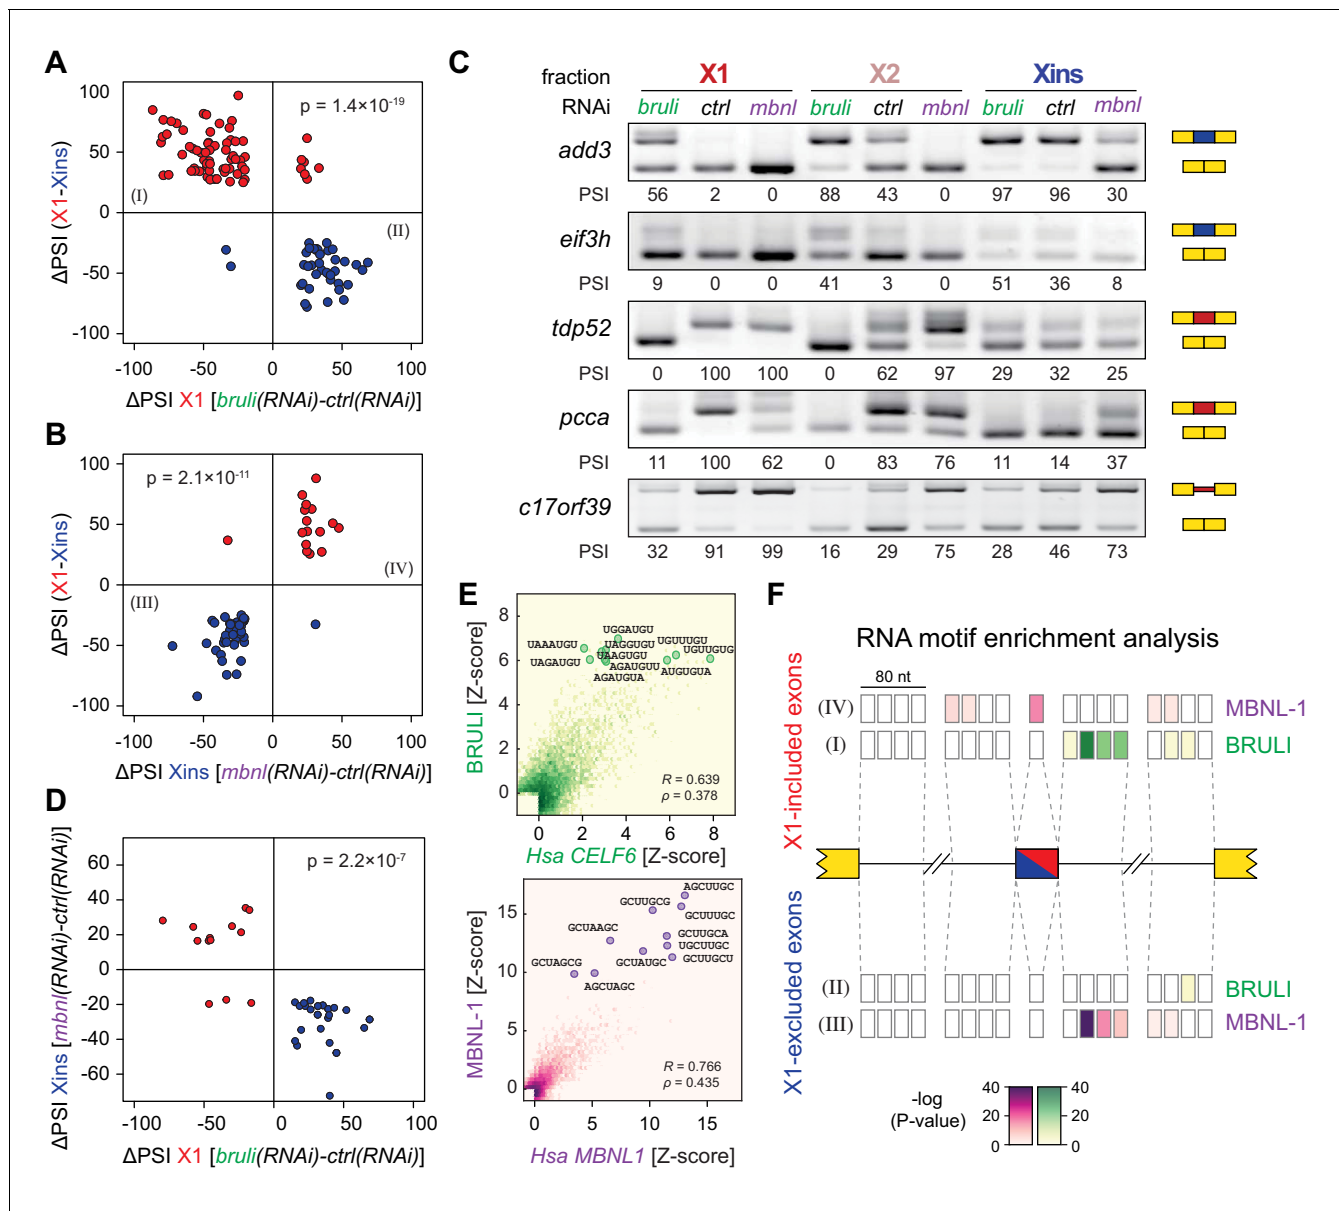 A
100
50
0
-50
-100
-100
-50
0
50
100
p = 1.4×10-19
(I)
(II)
ΔPSI (X1-Xins)
ΔPSI X1 [bruli(RNAi)-ctrl(RNAi)]
B
100
50
0
-50
-100
-100
-50
0
50
100
p = 2.1×10-11
(III)
(IV)
ΔPSI (X1-Xins)
ΔPSI Xins [mbnl(RNAi)-ctrl(RNAi)]
C
fraction X1 X2 Xins
RNAi bruli ctrl mbnl bruli ctrl mbnl bruli ctrl mbnl
add3
PSI 56 2 0 88 43 0 97 96 30
eif3h
PSI 9 0 0 41 3 0 51 36 8
tdp52
PSI 0 100 100 0 62 97 29 32 25
pcca
PSI 11 100 62 0 83 76 11 14 37
c17orf39
PSI 32 91 99 16 29 75 28 46 73
D
60
40
20
0
-20
-40
-60
-100
-50
0
50
100
p = 2.2×10-7
ΔPSI Xins [mbnl(RNAi)-ctrl(RNAi)]
ΔPSI X1 [bruli(RNAi)-ctrl(RNAi)]
E
8
6
4
2
0
0 2 4 6 8
UGGAUGU
UAAAUGU
UAGGUGU
UGUUUGU
UAAGUGU
UGUUGUG
UAGAUGU
AGAUGUU
AUGUGUA
AGAUGUA
R = 0.639
ρ = 0.378
BRULI [Z-score]
Hsa CELF6 [Z-score]
15
10
5
0
0 5 10 15
AGCUUGC
GCUUGCG
GCUUUGC
GCUAAGC
GCUUGCA
UGCUUGC
GCUAGCG
GCUAUGC
GCUUGCU
AGCUAGC
R = 0.766
ρ = 0.435
MBNL-1 [Z-score]
Hsa MBNL1 [Z-score]
F
RNA motif enrichment analysis
80 nt
X1-included exons
(IV) MBNL-1
(I) BRULI
X1-excluded exons
(II) BRULI
(III) MBNL-1
-log
(P-value)
40 40
20 20
0 0